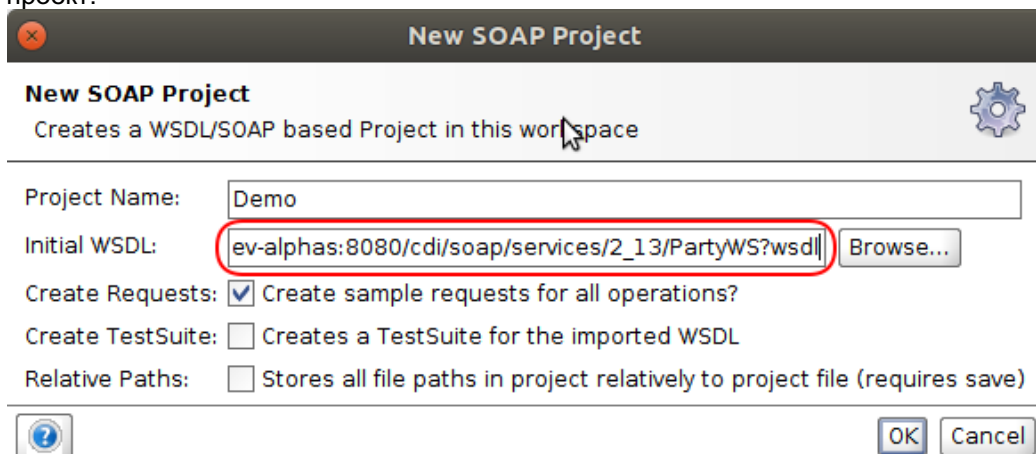 проект:
New SOAP Project
New SOAP Project
Creates a WSDL/SOAP based Project in this workspace
Project Name: Demo
Initial WSDL: ev-alphas:8080/cdi/soap/services/2_13/PartyWS?wsdl Browse...
Create Requests: Create sample requests for all operations?
Create TestSuite: Creates a TestSuite for the imported WSDL
Relative Paths: Stores all file paths in project relatively to project file (requires save)
? OK Cancel